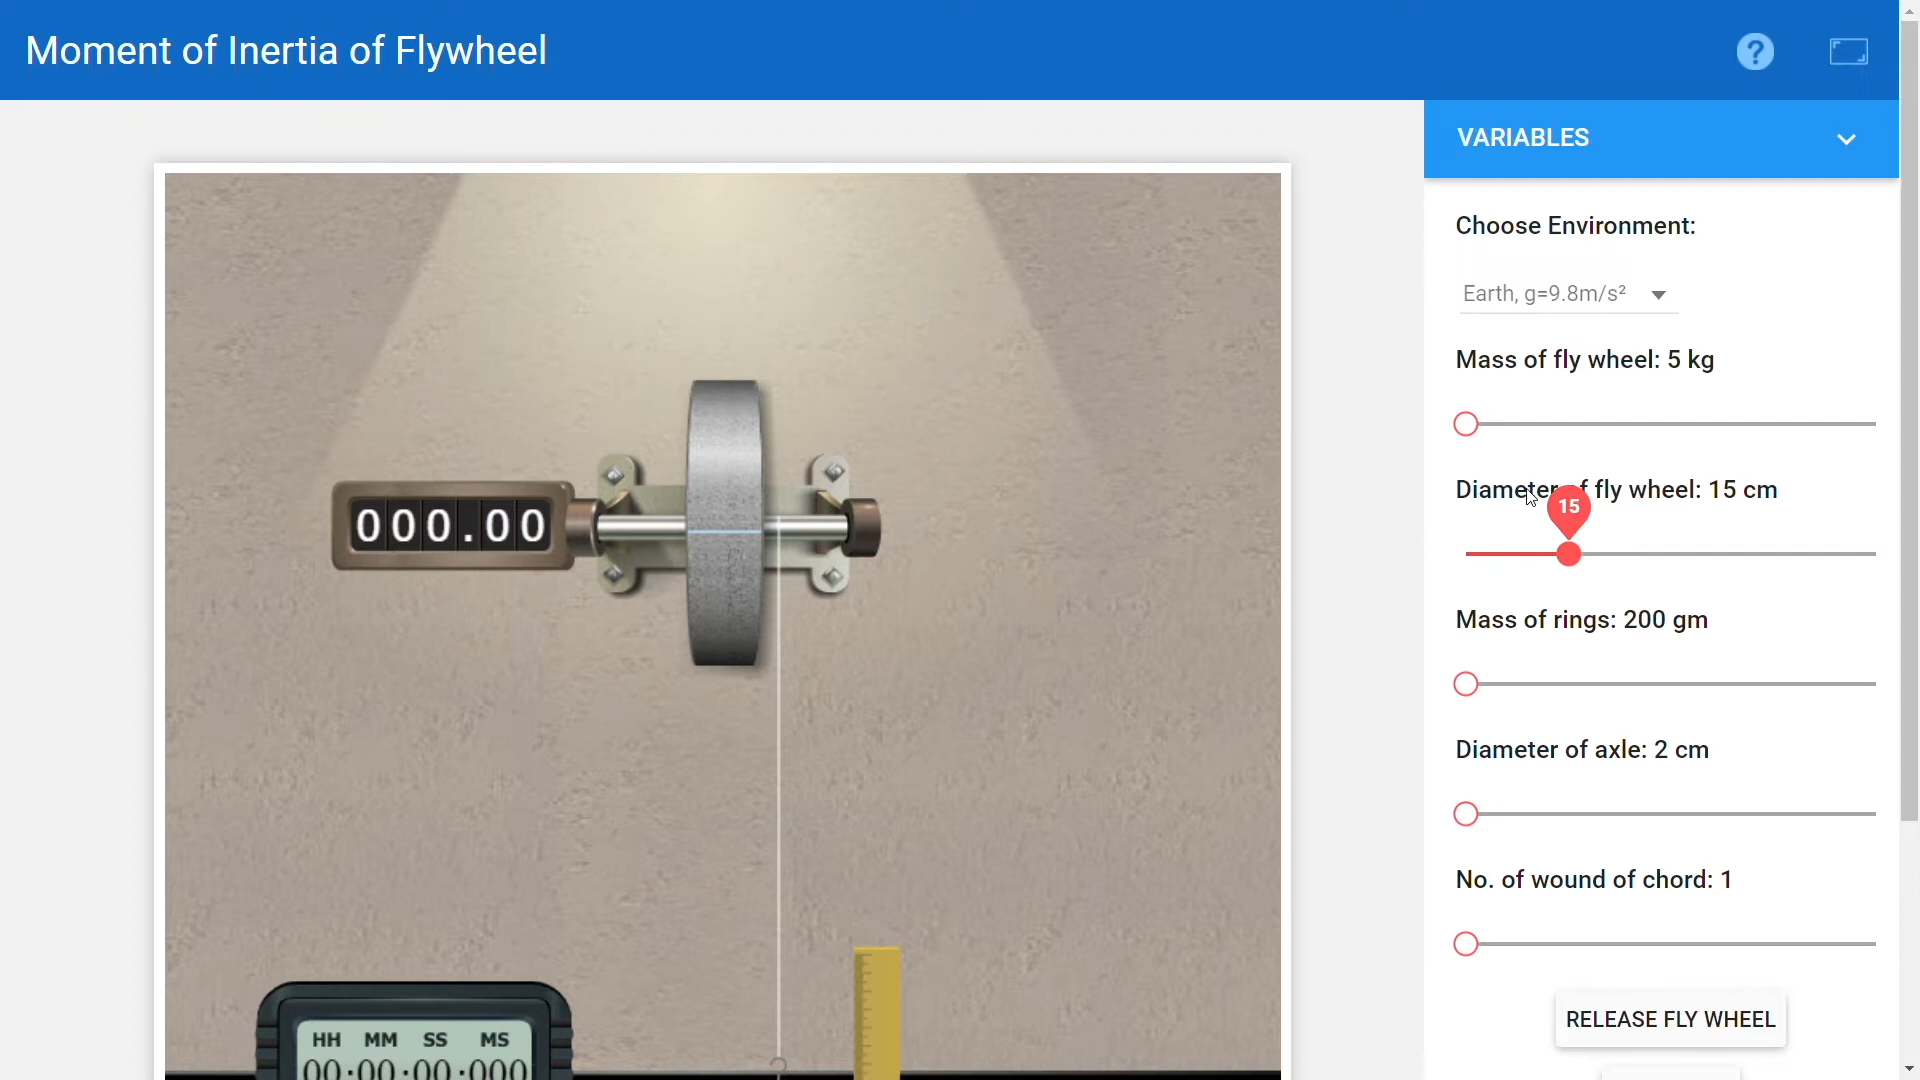 Moment of Inertia of Flywheel
?
VARIABLES
Choose Environment:
Earth, g=9.8m/s²
Mass of fly wheel: 5 kg
Diameter of fly wheel: 15 cm
15
Mass of rings: 200 gm
Diameter of axle: 2 cm
No. of wound of chord: 1
RELEASE FLY WHEEL
000.00
HH MM SS MS
00:00:00:000